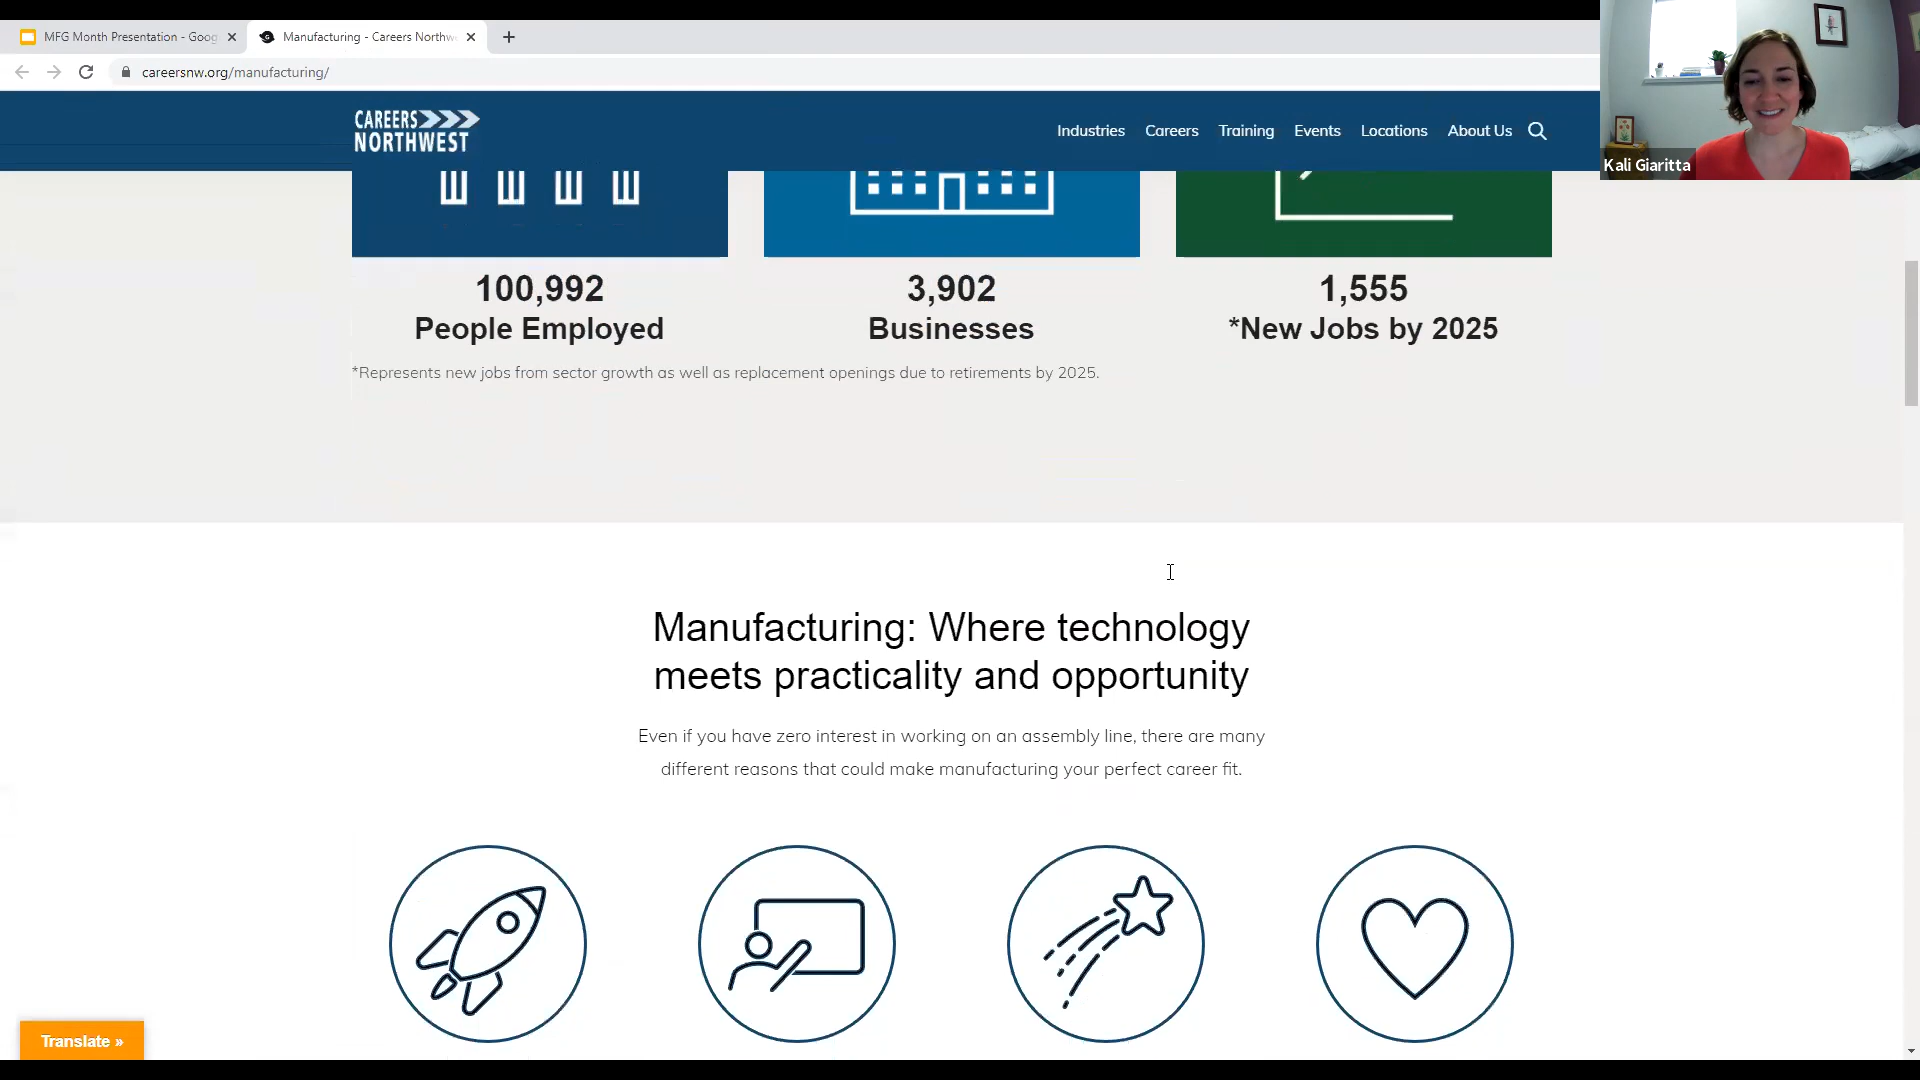 MFG Month Presentation - Goog
Manufacturing - Careers Northwe
careersnw.org/manufacturing/
CAREERS
NORTHWEST
Industries
Careers
Training
Events
Locations
About Us
Kali Giaritta
100,992
People Employed
3,902
Businesses
1,555
*New Jobs by 2025
*Represents new jobs from sector growth as well as replacement openings due to retirements by 2025.
Manufacturing: Where technology
meets practicality and opportunity
Even if you have zero interest in working on an assembly line, there are many
different reasons that could make manufacturing your perfect career fit.
Translate »